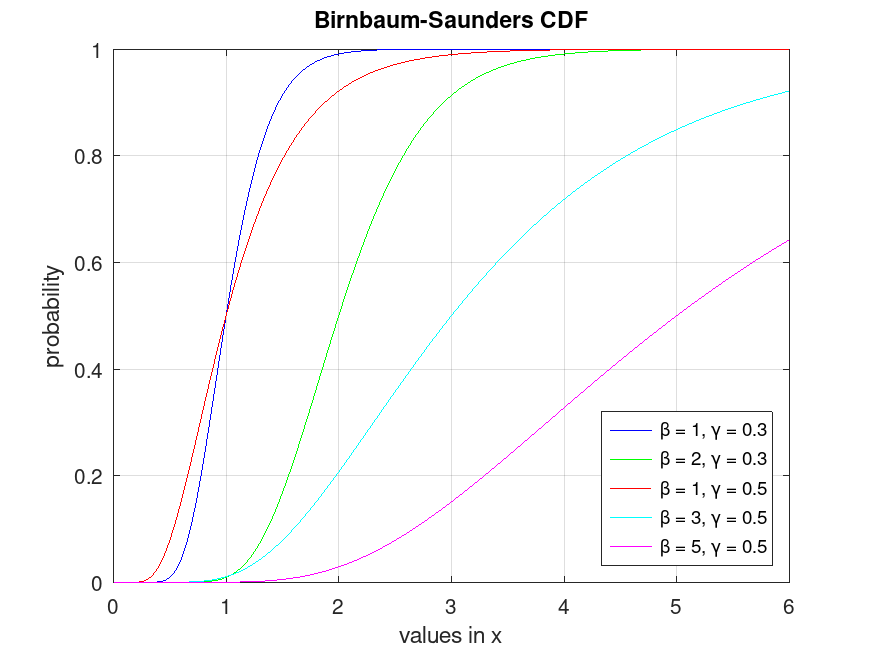 Birnbaum-Saunders CDF
1
0.8
0.6
0.4
0.2
0
probability
β = 1, γ = 0.3
β = 2, γ = 0.3
β = 1, γ = 0.5
β = 3, γ = 0.5
β = 5, γ = 0.5
0 1 2 3 4 5 6
values in x